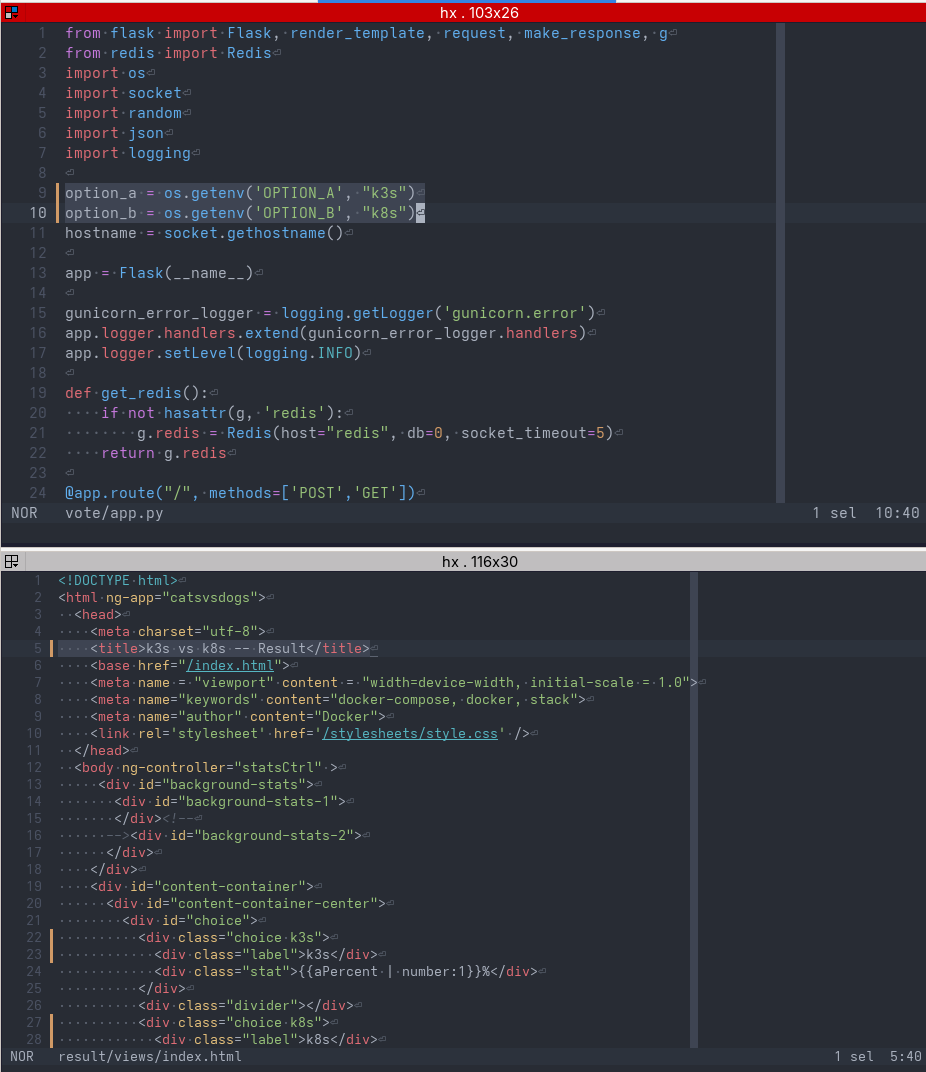 hx . 103x26
1 from flask import Flask, render_template, request, make_response, g
2 from redis import Redis
3 import os
4 import socket
5 import random
6 import json
7 import logging
8
9 option_a = os.getenv('OPTION_A', "k3s")
10 option_b = os.getenv('OPTION_B', "k8s")
11 hostname = socket.gethostname()
12
13 app = Flask(__name__)
14
15 gunicorn_error_logger = logging.getLogger('gunicorn.error')
16 app.logger.handlers.extend(gunicorn_error_logger.handlers)
17 app.logger.setLevel(logging.INFO)
18
19 def get_redis():
20     if not hasattr(g, 'redis'):
21         g.redis = Redis(host="redis", db=0, socket_timeout=5)
22     return g.redis
23
24 @app.route("/", methods=['POST','GET'])
NOR vote/app.py 1 sel 10:40
hx . 116x30
1 <!DOCTYPE html>
2 <html ng-app="catsvsdogs">
3   <head>
4     <meta charset="utf-8">
5     <title>k3s vs k8s -- Result</title>
6     <base href="/index.html">
7     <meta name = "viewport" content = "width=device-width, initial-scale = 1.0">
8     <meta name="keywords" content="docker-compose, docker, stack">
9     <meta name="author" content="Docker">
10     <link rel='stylesheet' href='/stylesheets/style.css' />
11   </head>
12   <body ng-controller="statsCtrl" >
13      <div id="background-stats">
14        <div id="background-stats-1">
15        </div><!--
16       --><div id="background-stats-2">
17       </div>
18     </div>
19     <div id="content-container">
20       <div id="content-container-center">
21         <div id="choice">
22           <div class="choice k3s">
23             <div class="label">k3s</div>
24             <div class="stat">{{aPercent | number:1}}%</div>
25           </div>
26           <div class="divider"></div>
27           <div class="choice k8s">
28             <div class="label">k8s</div>
NOR result/views/index.html 1 sel 5:40